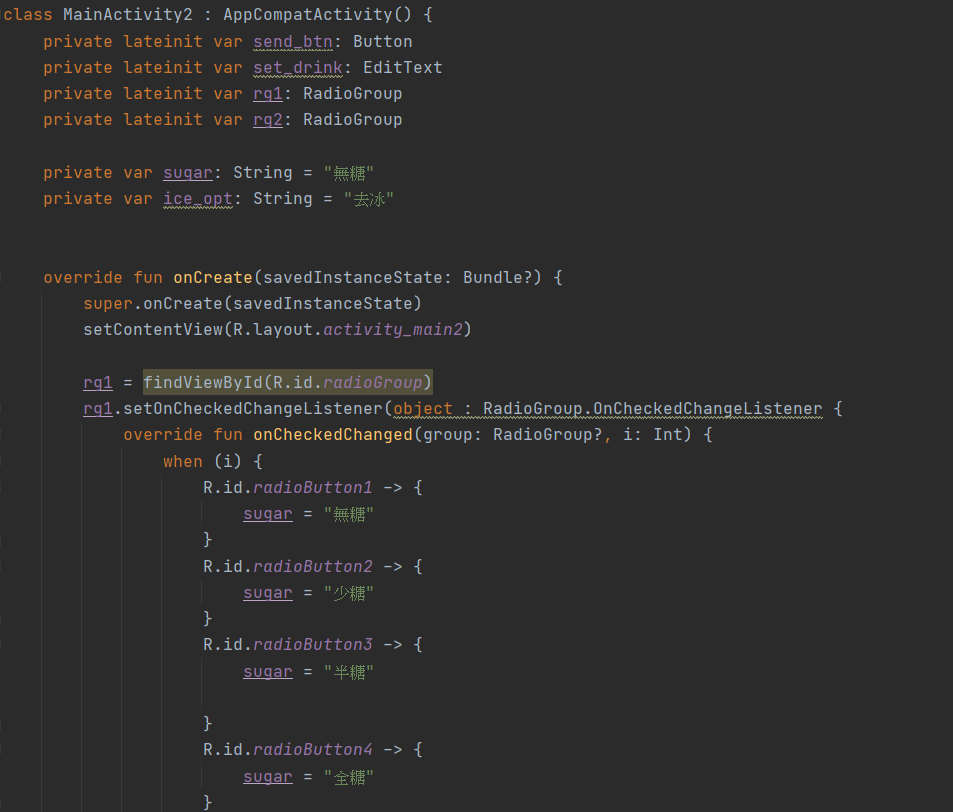 class MainActivity2 : AppCompatActivity() {
private lateinit var send_btn: Button
private lateinit var set_drink: EditText
private lateinit var rg1: RadioGroup
private lateinit var rg2: RadioGroup
private var sugar: String = "無糖"
private var ice_opt: String = "去冰"
override fun onCreate(savedInstanceState: Bundle?) {
super.onCreate(savedInstanceState)
setContentView(R.layout.activity_main2)
rg1 = findViewById(R.id.radioGroup)
rg1.setOnCheckedChangeListener(object : RadioGroup.OnCheckedChangeListener {
override fun onCheckedChanged(group: RadioGroup?, i: Int) {
when (i) {
R.id.radioButton1 -> {
sugar = "無糖"
}
R.id.radioButton2 -> {
sugar = "少糖"
}
R.id.radioButton3 -> {
sugar = "半糖"
}
R.id.radioButton4 -> {
sugar = "全糖"
}